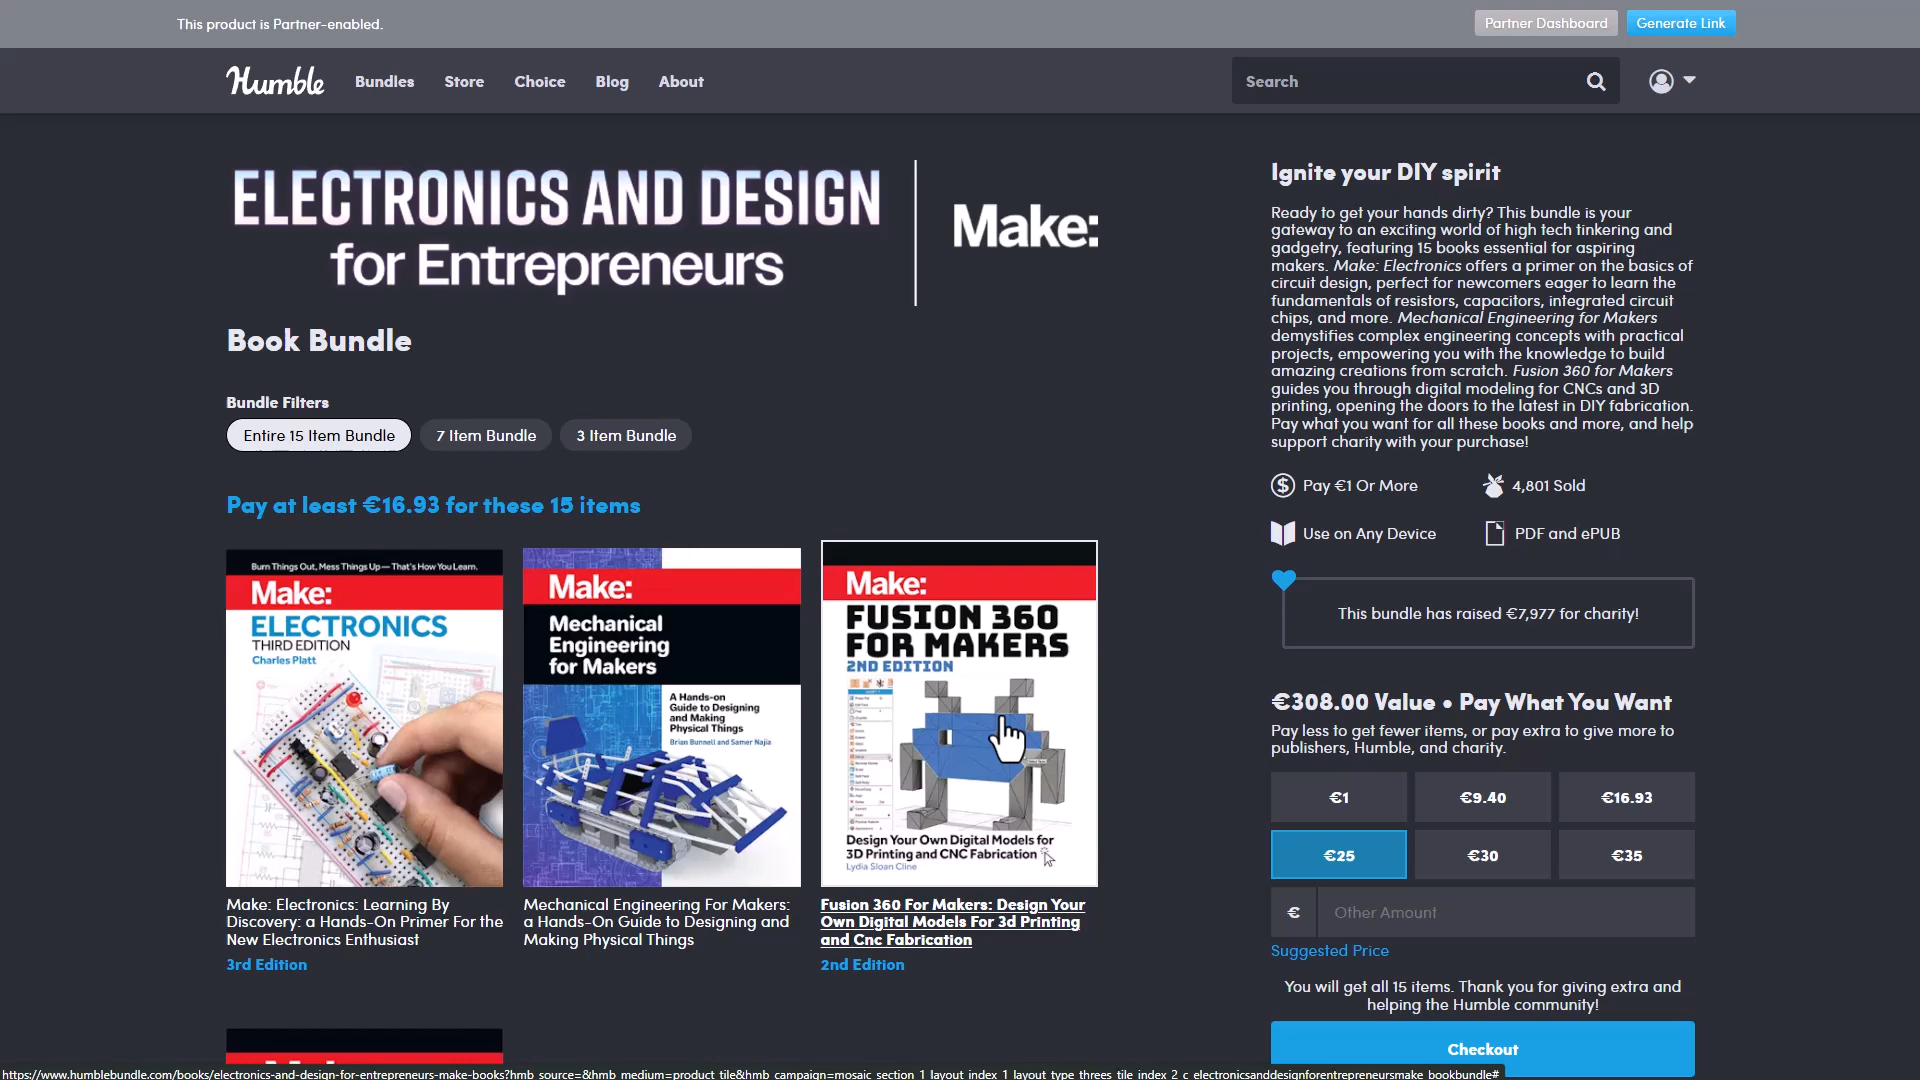 This product is Partner-enabled.
Partner Dashboard
Generate Link
Humble
Bundles
Store
Choice
Blog
About
Search
ELECTRONICS AND DESIGN
for Entrepreneurs
Make:
Book Bundle
Bundle Filters
Entire 15 Item Bundle
7 Item Bundle
3 Item Bundle
Pay at least €16.93 for these 15 items
Burn Things Out, Mess Things Up—That's How You Learn.
Make:
ELECTRONICS
THIRD EDITION
Charles Platt
Make: Electronics: Learning By
Discovery: a Hands-On Primer For the
New Electronics Enthusiast
3rd Edition
Make:
Mechanical
Engineering
for Makers
A Hands-on
Guide to Designing
and Making
Physical Things
Brian Bunnell and Samer Najia
Mechanical Engineering For Makers:
a Hands-On Guide to Designing and
Making Physical Things
Make:
FUSION 360
FOR MAKERS
2ND EDITION
Design Your Own Digital Models for
3D Printing and CNC Fabrication
Lydia Sloan Cline
Fusion 360 For Makers: Design Your
Own Digital Models For 3d Printing
and Cnc Fabrication
2nd Edition
Ignite your DIY spirit
Ready to get your hands dirty? This bundle is your
gateway to an exciting world of high tech tinkering and
gadgetry, featuring 15 books essential for aspiring
makers. Make: Electronics offers a primer on the basics of
circuit design, perfect for newcomers eager to learn the
fundamentals of resistors, capacitors, integrated circuit
chips, and more. Mechanical Engineering for Makers
demystifies complex engineering concepts with practical
projects, empowering you with the knowledge to build
amazing creations from scratch. Fusion 360 for Makers
guides you through digital modeling for CNCs and 3D
printing, opening the doors to the latest in DIY fabrication.
Pay what you want for all these books and more, and help
support charity with your purchase!
Pay €1 Or More
4,801 Sold
Use on Any Device
PDF and ePUB
This bundle has raised €7,977 for charity!
€308.00 Value • Pay What You Want
Pay less to get fewer items, or pay extra to give more to
publishers, Humble, and charity.
€1
€9.40
€16.93
€25
€30
€35
€
Other Amount
Suggested Price
You will get all 15 items. Thank you for giving extra and
helping the Humble community!
Checkout
https://www.humblebundle.com/books/electronics-and-design-for-entrepreneurs-make-books?hmb_source=&hmb_medium=product_tile&hmb_campaign=mosaic_section_1_layout_index_1_layout_type_threes_tile_index_2_c_electronicsanddesignforentrepreneursmake_bookbundle#